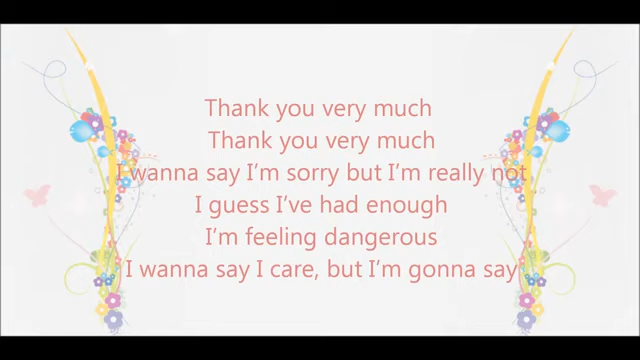 Thank you very much
Thank you very much
I wanna say I’m sorry but I’m really not
I guess I’ve had enough
I’m feeling dangerous
I wanna say I care, but I’m gonna say